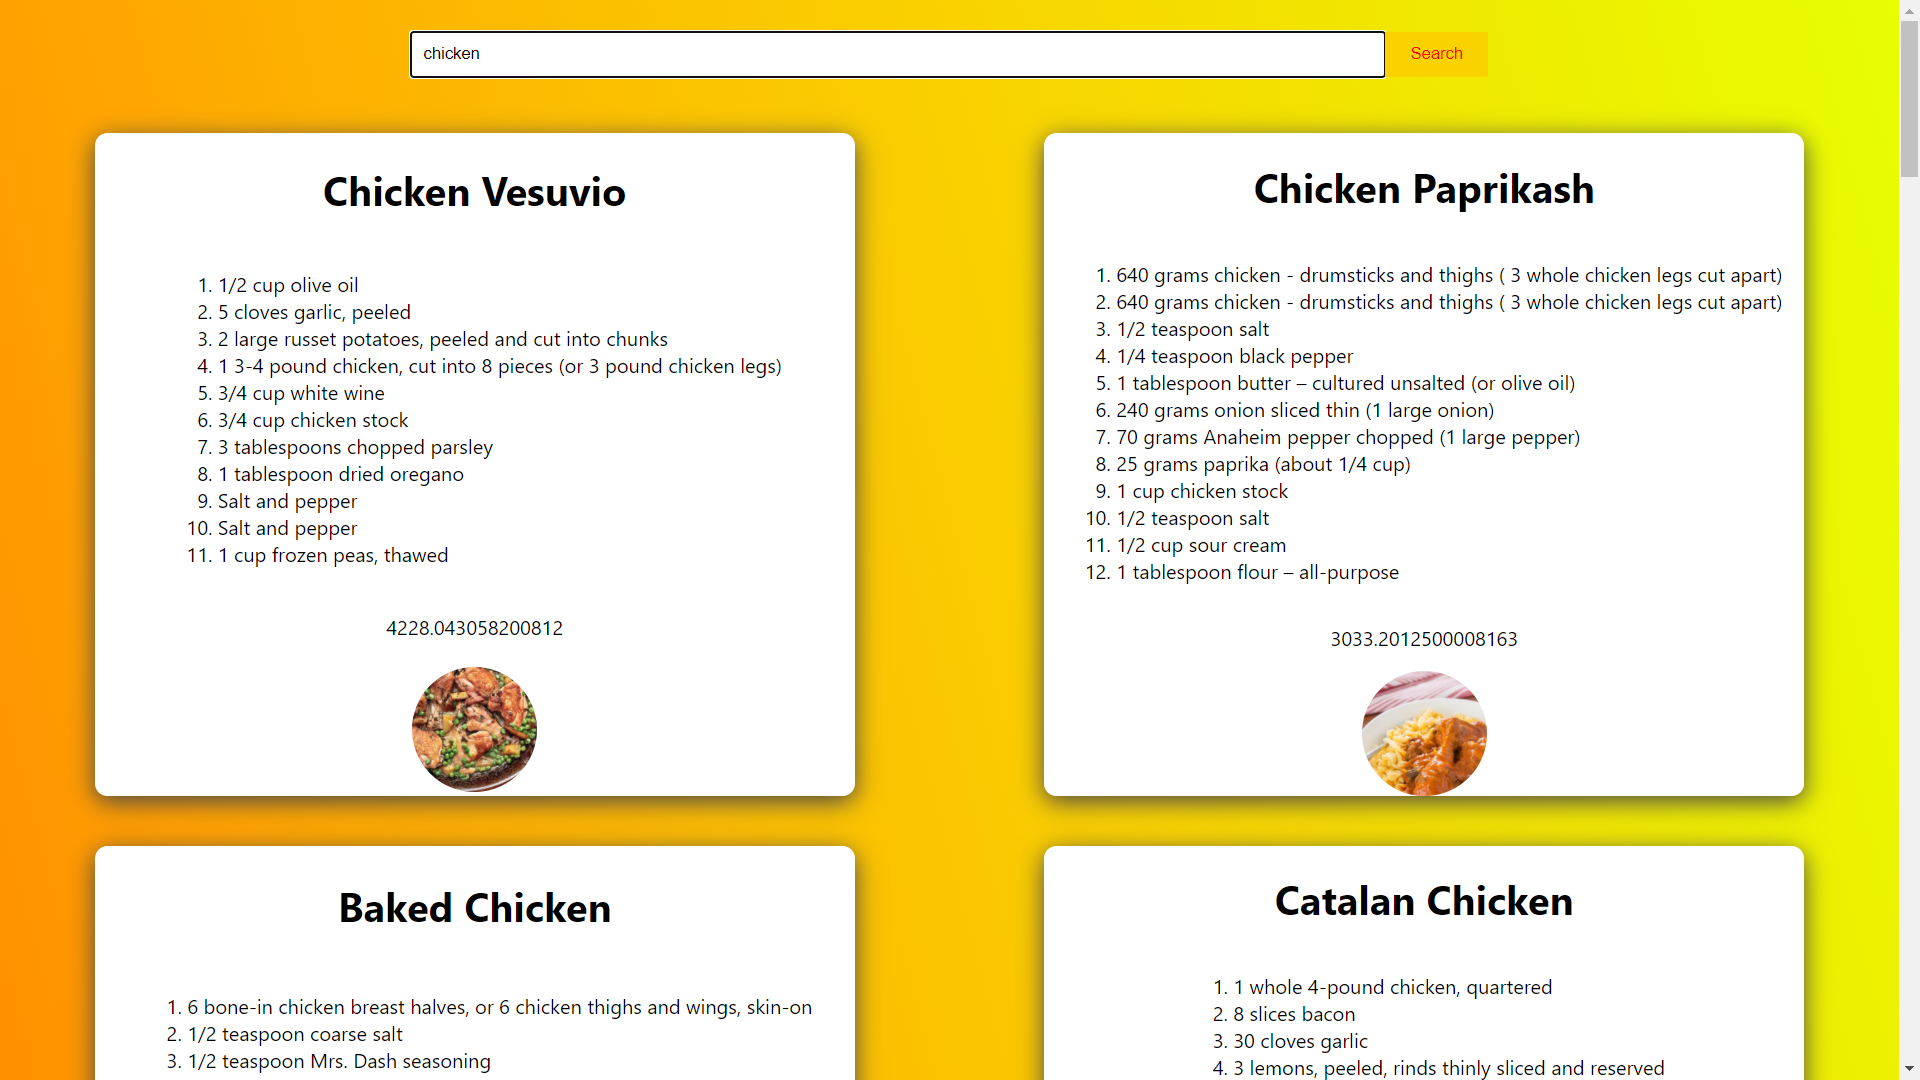 chicken
Search
Chicken Vesuvio
1. 1/2 cup olive oil
2. 5 cloves garlic, peeled
3. 2 large russet potatoes, peeled and cut into chunks
4. 1 3-4 pound chicken, cut into 8 pieces (or 3 pound chicken legs)
5. 3/4 cup white wine
6. 3/4 cup chicken stock
7. 3 tablespoons chopped parsley
8. 1 tablespoon dried oregano
9. Salt and pepper
10. Salt and pepper
11. 1 cup frozen peas, thawed
4228.043058200812
Chicken Paprikash
1. 640 grams chicken - drumsticks and thighs ( 3 whole chicken legs cut apart)
2. 640 grams chicken - drumsticks and thighs ( 3 whole chicken legs cut apart)
3. 1/2 teaspoon salt
4. 1/4 teaspoon black pepper
5. 1 tablespoon butter – cultured unsalted (or olive oil)
6. 240 grams onion sliced thin (1 large onion)
7. 70 grams Anaheim pepper chopped (1 large pepper)
8. 25 grams paprika (about 1/4 cup)
9. 1 cup chicken stock
10. 1/2 teaspoon salt
11. 1/2 cup sour cream
12. 1 tablespoon flour – all-purpose
3033.2012500008163
Baked Chicken
1. 6 bone-in chicken breast halves, or 6 chicken thighs and wings, skin-on
2. 1/2 teaspoon coarse salt
3. 1/2 teaspoon Mrs. Dash seasoning
Catalan Chicken
1. 1 whole 4-pound chicken, quartered
2. 8 slices bacon
3. 30 cloves garlic
4. 3 lemons, peeled, rinds thinly sliced and reserved